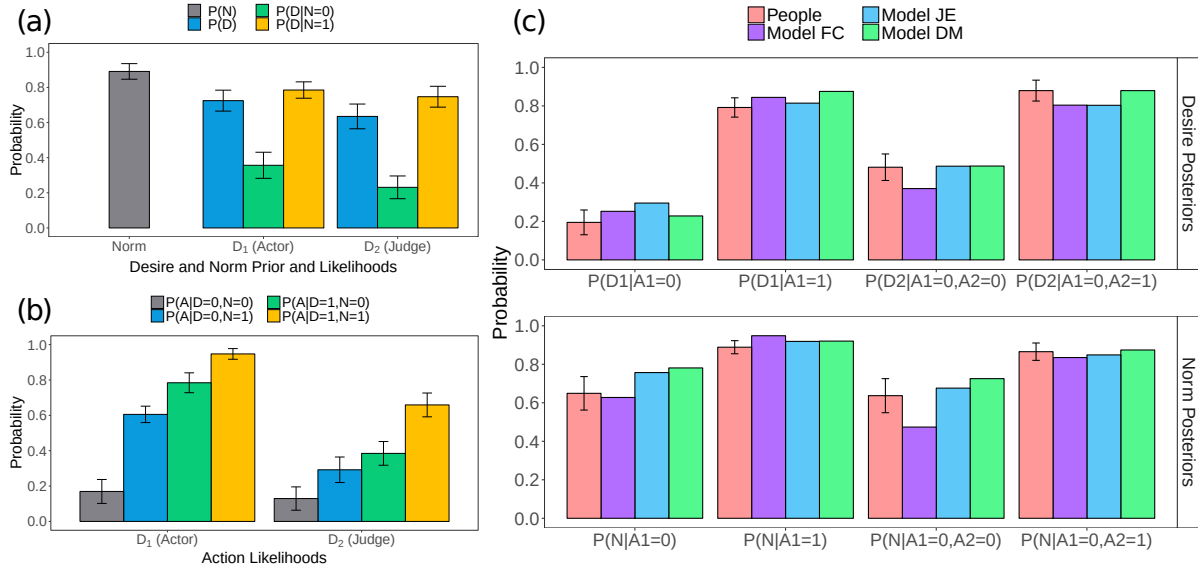 (a)
P(N) P(D|N=0)
P(D) P(D|N=1)
1.0
0.8
0.6
0.4
0.2
0.0
Probability
Norm D₁ (Actor) D₂ (Judge)
Desire and Norm Prior and Likelihoods
(b)
P(A|D=0,N=0) P(A|D=1,N=0)
P(A|D=0,N=1) P(A|D=1,N=1)
1.0
0.8
0.6
0.4
0.2
0.0
Probability
D₁ (Actor) D₂ (Judge)
Action Likelihoods
(c)
People Model JE
Model FC Model DM
Probability
1.0
0.8
0.6
0.4
0.2
0.0
P(D1|A1=0) P(D1|A1=1) P(D2|A1=0,A2=0) P(D2|A1=0,A2=1)
Desire Posteriors
1.0
0.8
0.6
0.4
0.2
0.0
P(N|A1=0) P(N|A1=1) P(N|A1=0,A2=0) P(N|A1=0,A2=1)
Norm Posteriors